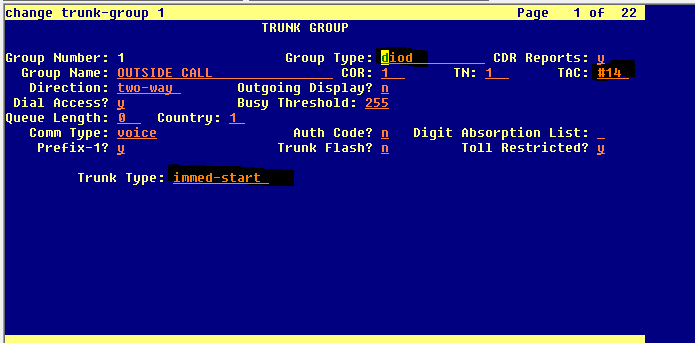 change trunk-group 1 Page 1 of 22
TRUNK GROUP
Group Number: 1 Group Type: diod CDR Reports: y
Group Name: OUTSIDE CALL COR: 1 TN: 1 TAC: #14
Direction: two-way Outgoing Display? n
Dial Access? y Busy Threshold: 255
Queue Length: 0 Country: 1
Comm Type: voice Auth Code? n Digit Absorption List: _
Prefix-1? y Trunk Flash? n Toll Restricted? y
Trunk Type: immed-start